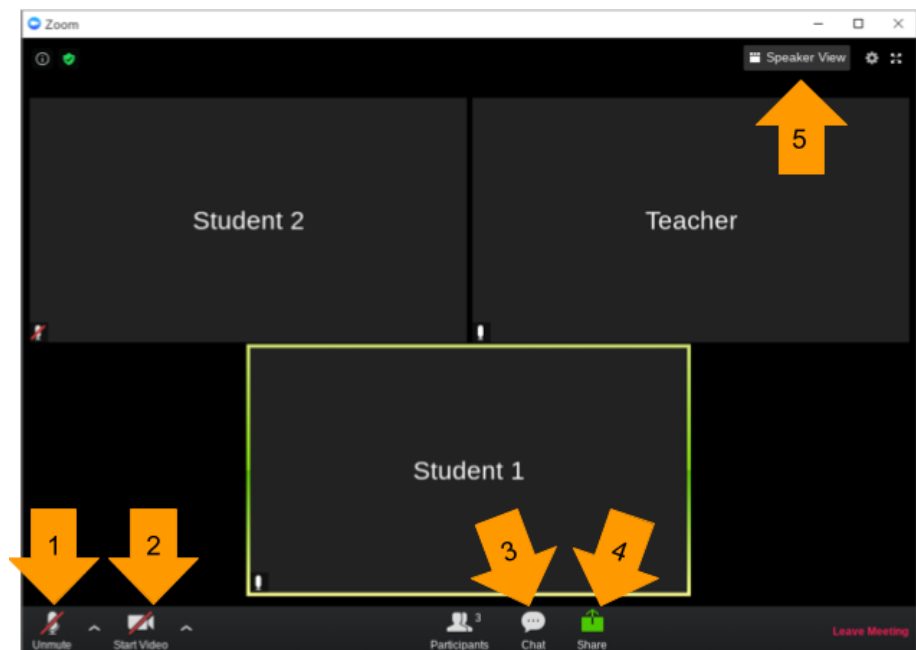 Zoom
Speaker View
5
Student 2
Teacher
Student 1
1
2
3
4
3
Unmute
Start Video
Participants
Chat
Share
Leave Meeting